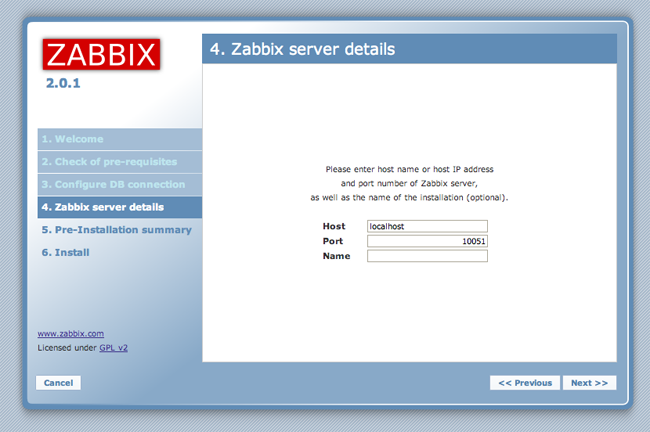 ZABBIX
2.0.1
1. Welcome
2. Check of pre-requisites
3. Configure DB connection
4. Zabbix server details
5. Pre-Installation summary
6. Install
www.zabbix.com
Licensed under GPL v2
4. Zabbix server details
Please enter host name or host IP address
and port number of Zabbix server,
as well as the name of the installation (optional).
Host localhost
Port 10051
Name
Cancel
<< Previous Next >>